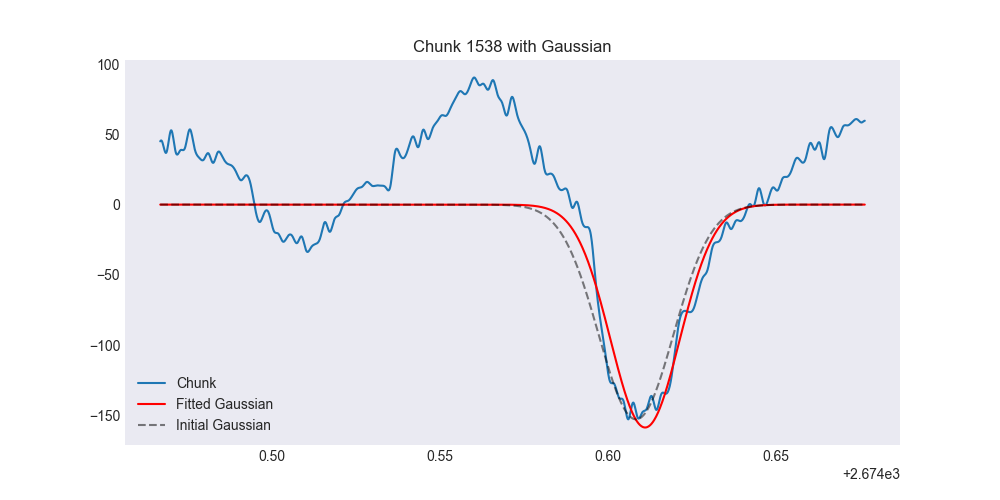 Chunk 1538 with Gaussian
100
50
0
−50
−100
−150
Chunk
Fitted Gaussian
Initial Gaussian
0.50 0.55 0.60 0.65
+2.674e3